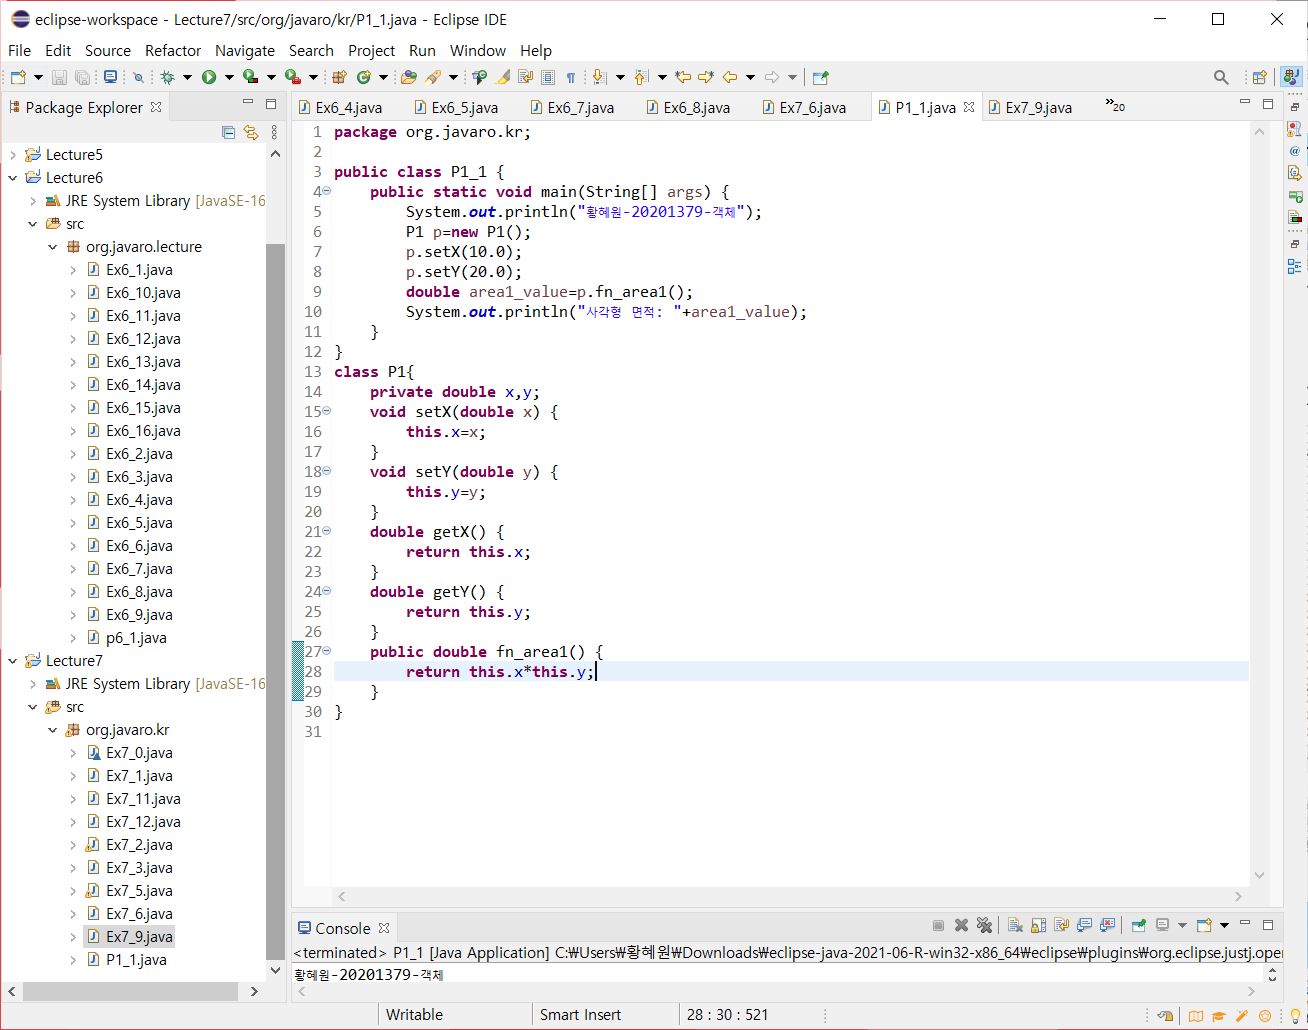 eclipse-workspace - Lecture7/src/org/javaro/kr/P1_1.java - Eclipse IDE
File Edit Source Refactor Navigate Search Project Run Window Help
Package Explorer
Ex6_4.java Ex6_5.java Ex6_7.java Ex6_8.java Ex7_6.java P1_1.java Ex7_9.java »20
Lecture5
Lecture6
JRE System Library [JavaSE-16
src
org.javaro.lecture
Ex6_1.java
Ex6_10.java
Ex6_11.java
Ex6_12.java
Ex6_13.java
Ex6_14.java
Ex6_15.java
Ex6_16.java
Ex6_2.java
Ex6_3.java
Ex6_4.java
Ex6_5.java
Ex6_6.java
Ex6_7.java
Ex6_8.java
Ex6_9.java
p6_1.java
Lecture7
JRE System Library [JavaSE-16
src
org.javaro.kr
Ex7_0.java
Ex7_1.java
Ex7_11.java
Ex7_12.java
Ex7_2.java
Ex7_3.java
Ex7_5.java
Ex7_6.java
Ex7_9.java
P1_1.java
1 package org.javaro.kr;
2
3 public class P1_1 {
4 public static void main(String[] args) {
5 System.out.println("황혜원-20201379-객체");
6 P1 p=new P1();
7 p.setX(10.0);
8 p.setY(20.0);
9 double area1_value=p.fn_area1();
10 System.out.println("사각형 면적: "+area1_value);
11 }
12 }
13 class P1{
14 private double x,y;
15 void setX(double x) {
16 this.x=x;
17 }
18 void setY(double y) {
19 this.y=y;
20 }
21 double getX() {
22 return this.x;
23 }
24 double getY() {
25 return this.y;
26 }
27 public double fn_area1() {
28 return this.x*this.y;
29 }
30 }
31
Console
<terminated> P1_1 [Java Application] C:₩Users₩황혜원₩Downloads₩eclipse-java-2021-06-R-win32-x86_64₩eclipse₩plugins₩org.eclipse.justj.oper
황혜원-20201379-객체
Writable Smart Insert 28 : 30 : 521